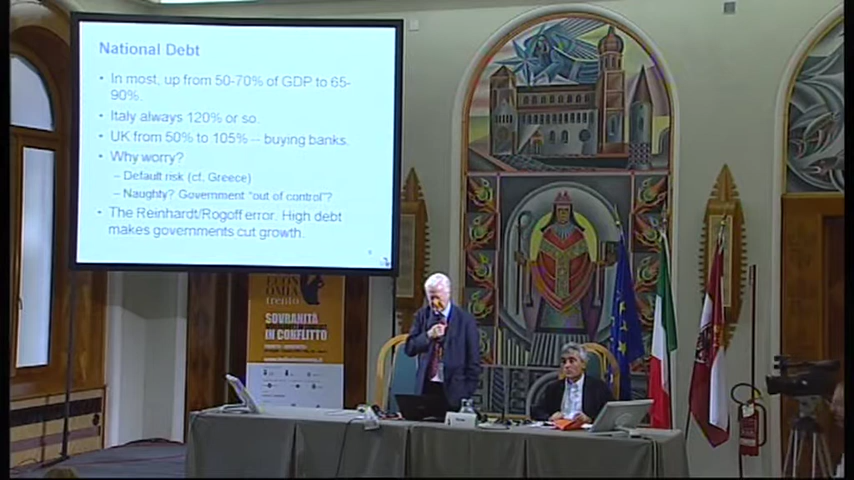 National Debt
• In most, up from 50-70% of GDP to 65-
90%.
• Italy always 120% or so.
• UK from 50% to 105% -- buying banks.
• Why worry?
– Default risk (cf. Greece)
– Naughty? Government "out of control"?
• The Reinhardt/Rogoff error. High debt
makes governments cut growth.
trento
SOVRANITÀ
IN CONFLITTO